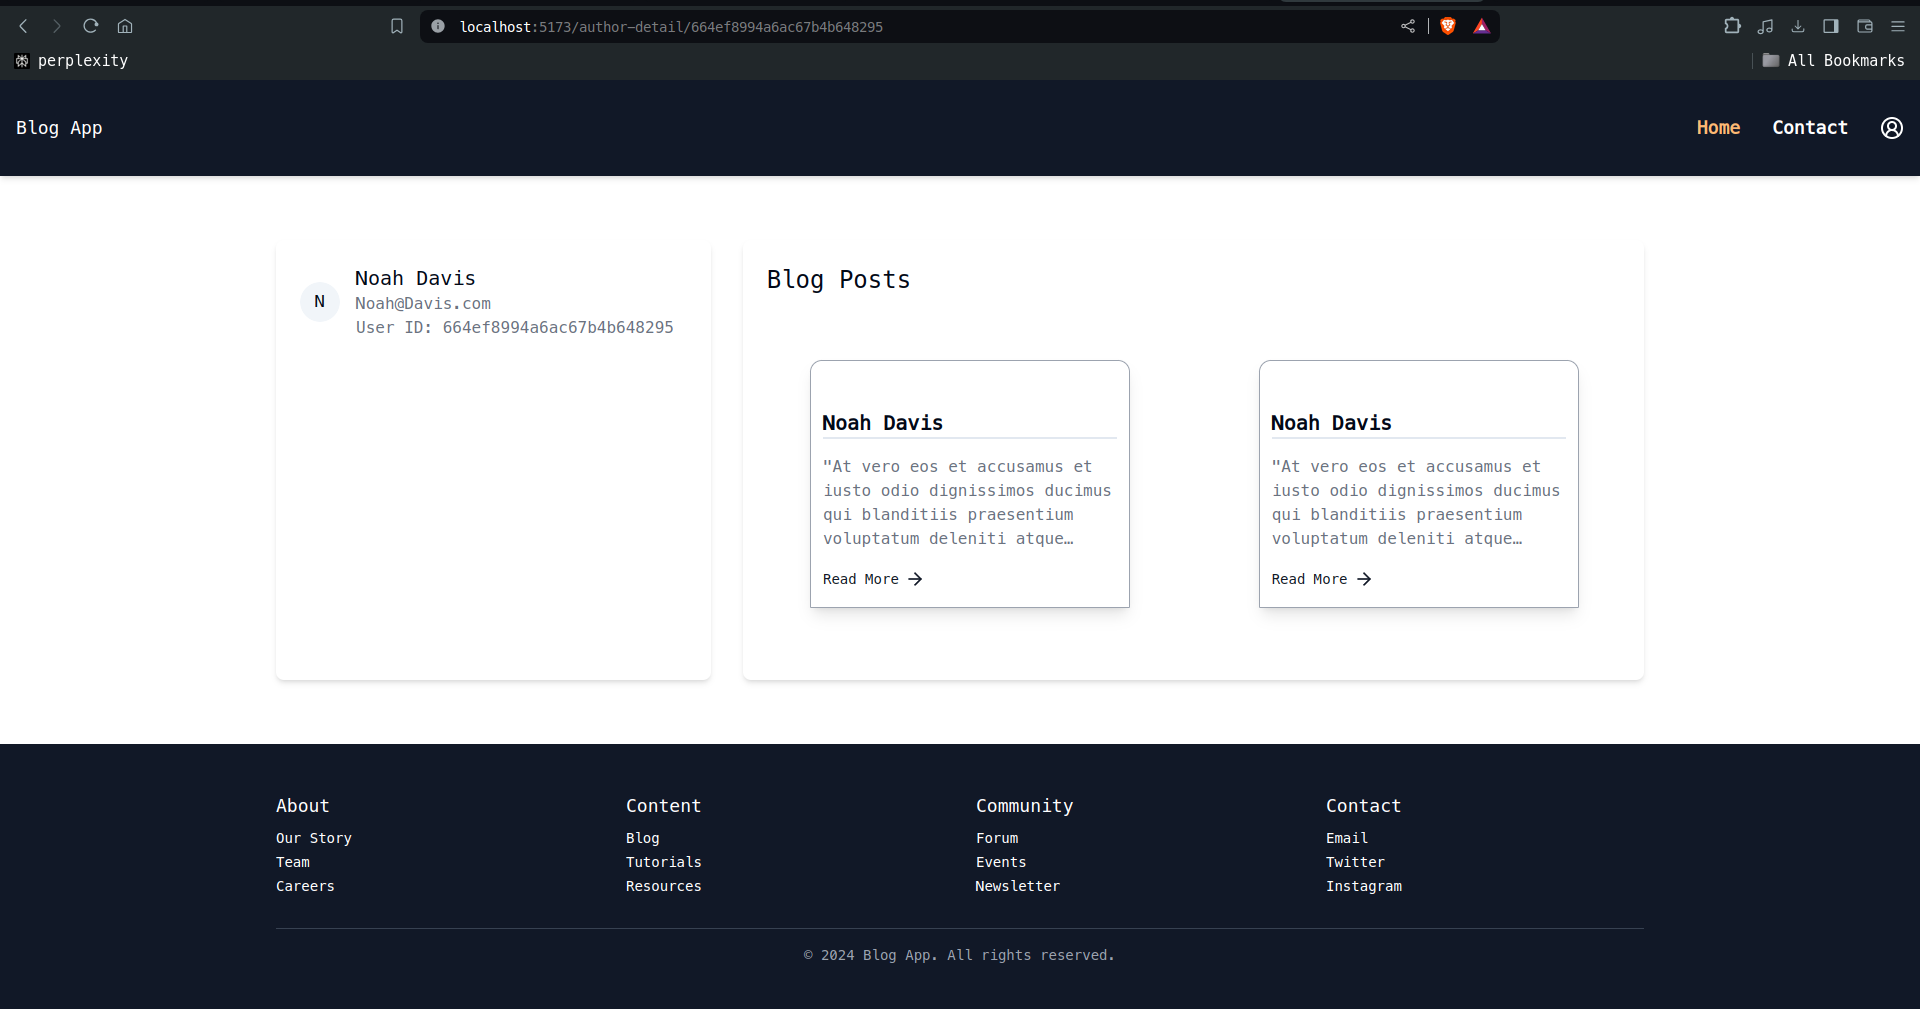 localhost:5173/author-detail/664ef8994a6ac67b4b648295
perplexity
All Bookmarks
Blog App
Home
Contact
N
Noah Davis
Noah@Davis.com
User ID: 664ef8994a6ac67b4b648295
Blog Posts
Noah Davis
"At vero eos et accusamus et
iusto odio dignissimos ducimus
qui blanditiis praesentium
voluptatum deleniti atque…
Read More
Noah Davis
"At vero eos et accusamus et
iusto odio dignissimos ducimus
qui blanditiis praesentium
voluptatum deleniti atque…
Read More
About
Our Story
Team
Careers
Content
Blog
Tutorials
Resources
Community
Forum
Events
Newsletter
Contact
Email
Twitter
Instagram
© 2024 Blog App. All rights reserved.